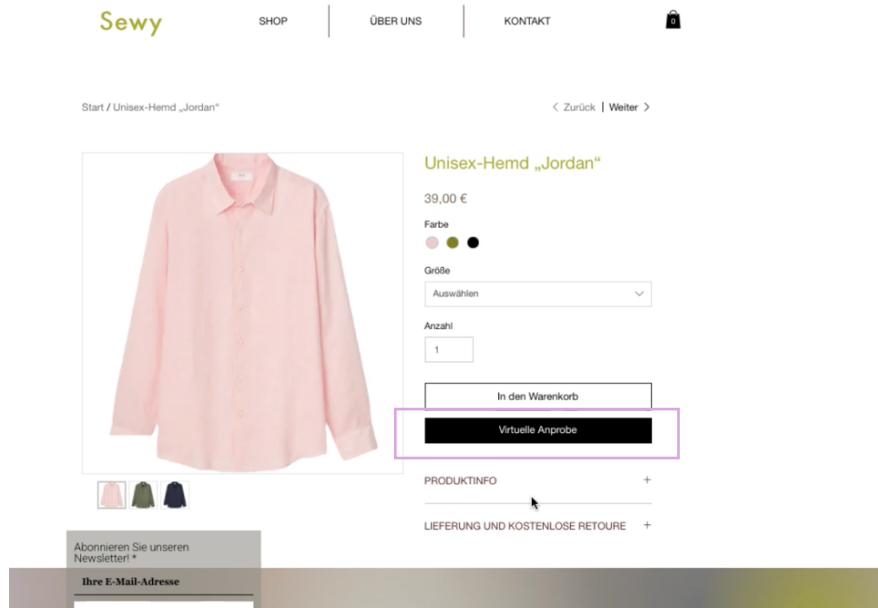 Sewy
SHOP
ÜBER UNS
KONTAKT
0
Start / Unisex-Hemd „Jordan“
< Zurück | Weiter >
Unisex-Hemd „Jordan“
39,00 €
Farbe
Größe
Auswählen
Anzahl
1
In den Warenkorb
Virtuelle Anprobe
PRODUKTINFO +
LIEFERUNG UND KOSTENLOSE RETOURE +
Abonnieren Sie unseren
Newsletter! *
Ihre E-Mail-Adresse